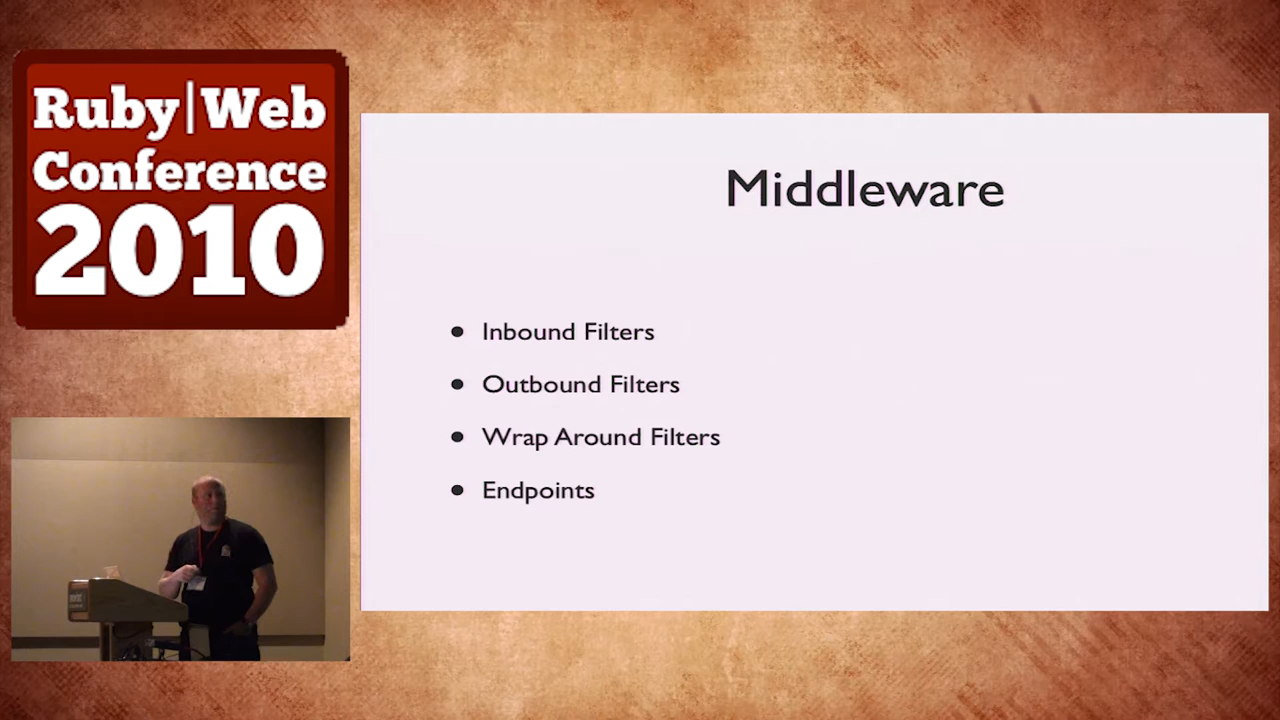 Ruby|Web
Conference
2010
Middleware
• Inbound Filters
• Outbound Filters
• Wrap Around Filters
• Endpoints